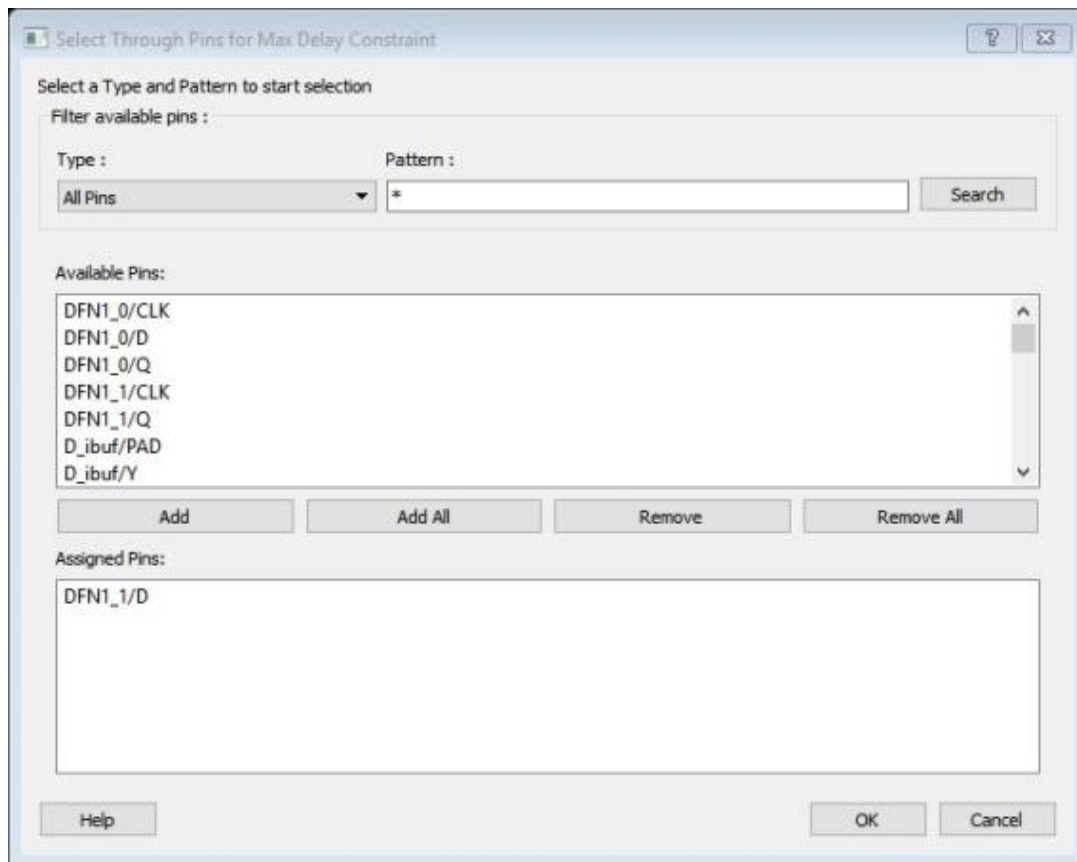 Select Through Pins for Max Delay Constraint
Select a Type and Pattern to start selection
Filter available pins :
Type : Pattern :
All Pins * Search
Available Pins:
DFN1_0/CLK
DFN1_0/D
DFN1_0/Q
DFN1_1/CLK
DFN1_1/Q
D_ibuf/PAD
D_ibuf/Y
Add Add All Remove Remove All
Assigned Pins:
DFN1_1/D
Help OK Cancel